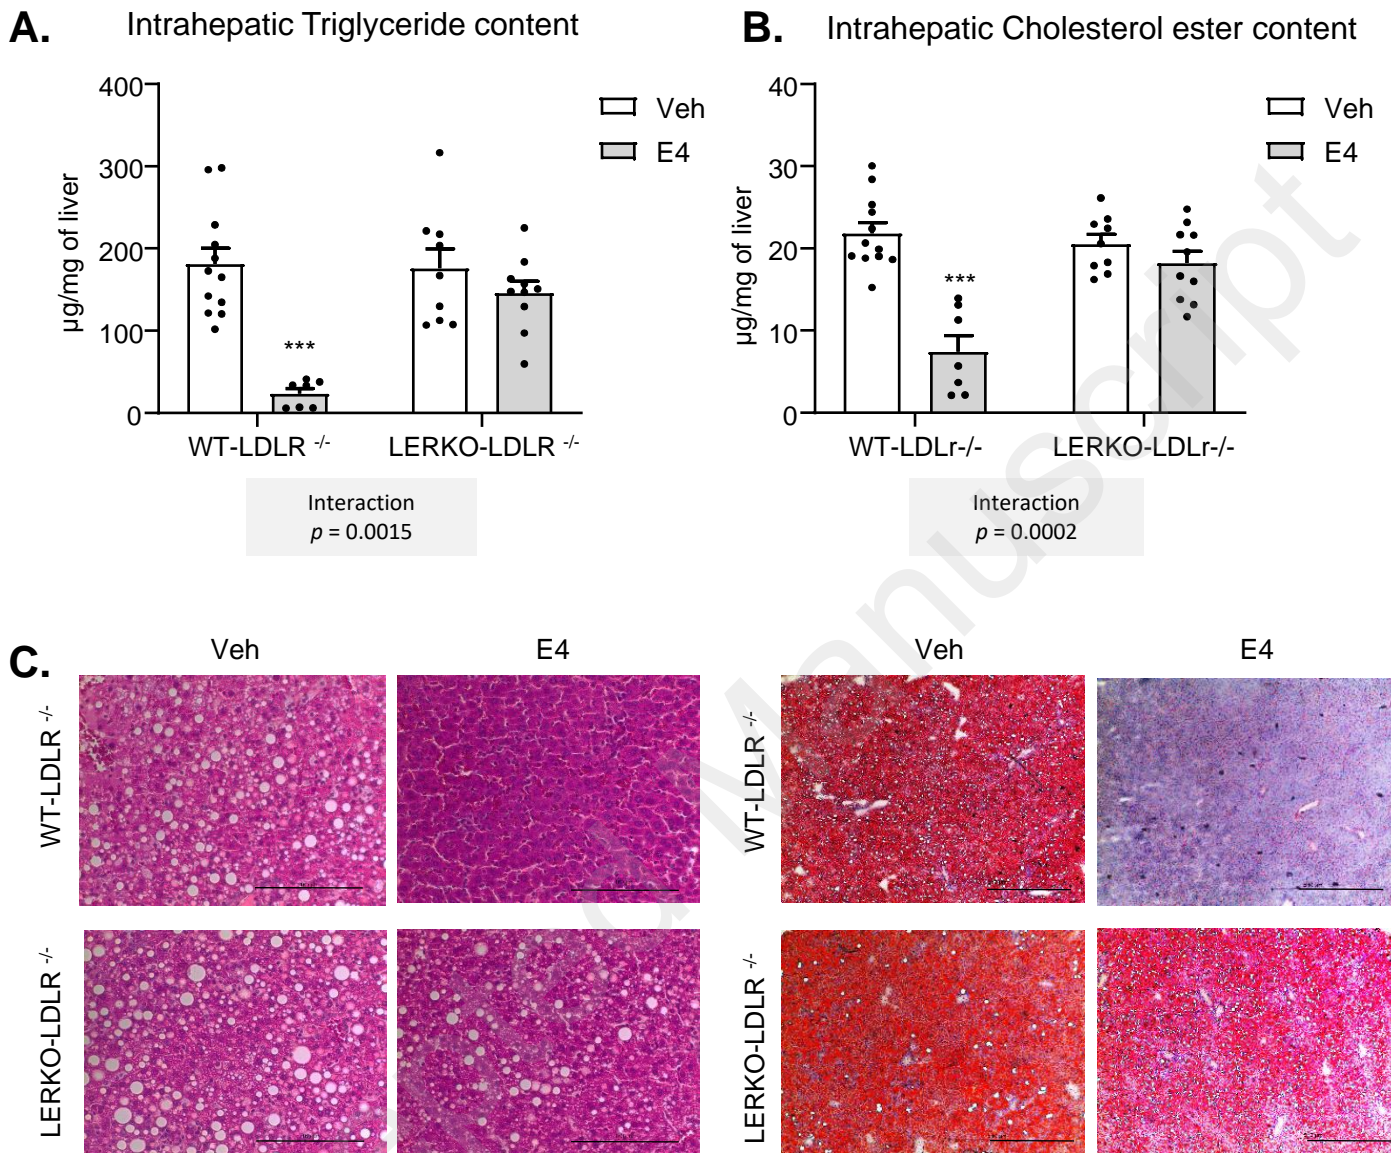 A. Intrahepatic Triglyceride content
400
300
200
100
0
µg/mg of liver
Veh
E4
***
WT-LDLR -/-
LERKO-LDLR -/-
Interaction
p = 0.0015
B. Intrahepatic Cholesterol ester content
40
30
20
10
0
µg/mg of liver
Veh
E4
***
WT-LDLr-/-
LERKO-LDLr-/-
Interaction
p = 0.0002
C.
Veh
E4
Veh
E4
WT-LDLR -/-
WT-LDLR -/-
LERKO-LDLR -/-
LERKO-LDLR -/-
Manuscript